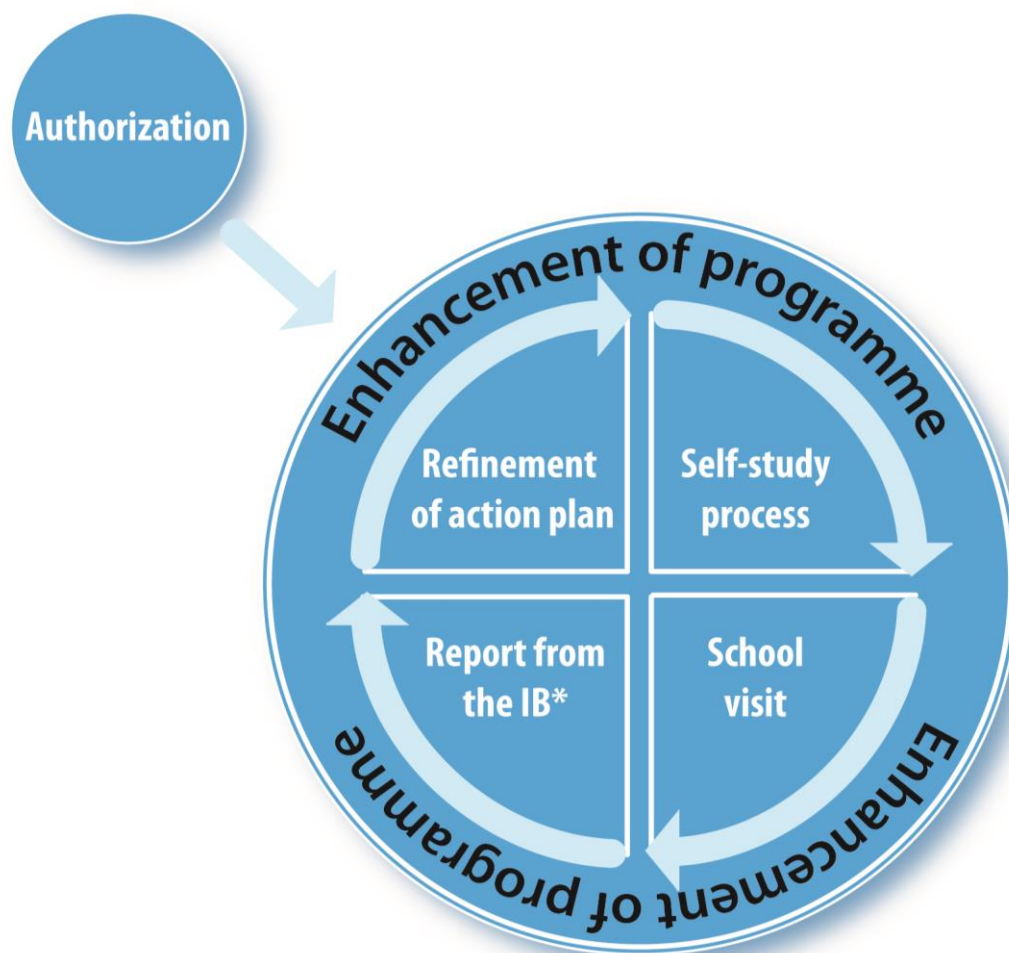 Authorization
Enhancement of programme
Refinement
of action plan
Self-study
process
Report from
the IB*
School
visit
Enhancement of programme